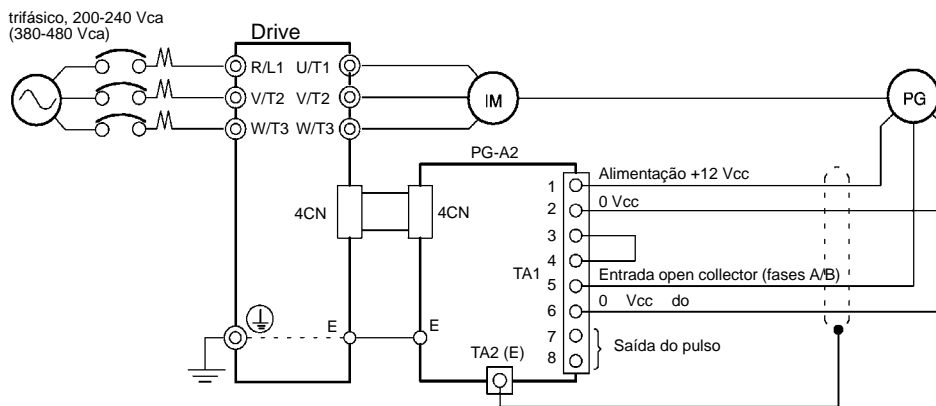 trifásico, 200-240 Vca
(380-480 Vca)
Drive
R/L1 U/T1
V/T2 V/T2
W/T3 W/T3
IM
PG
PG-A2
4CN
4CN
TA1
1 Alimentação +12 Vcc
2 0 Vcc
3
4
5 Entrada open collector (fases A/B)
6 0 Vcc do
7
8
Saída do pulso
E
E
TA2 (E)